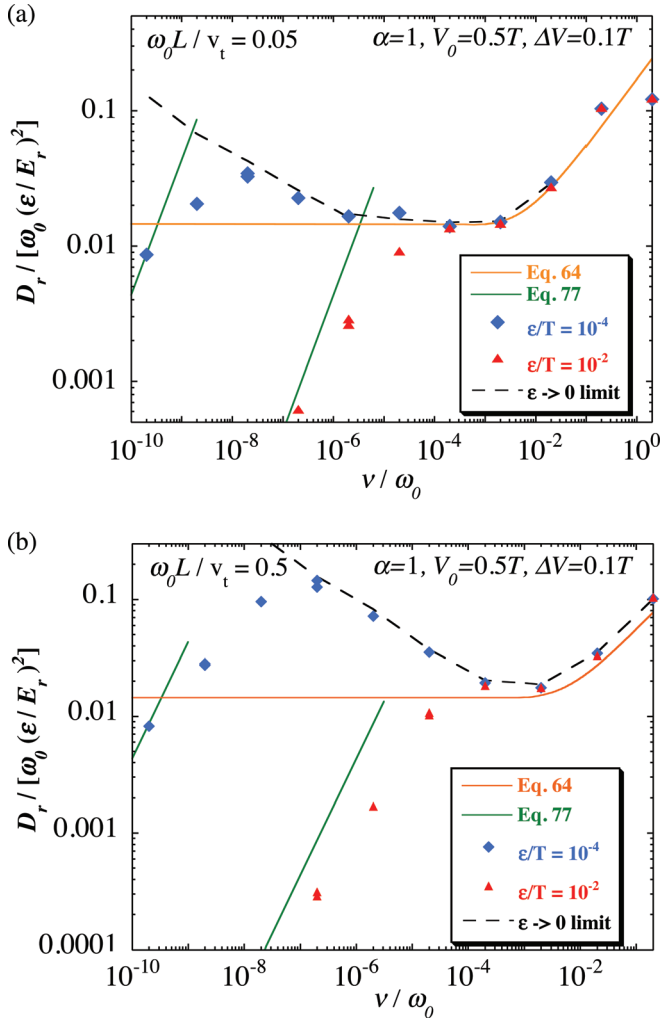 (a)
ω₀L / vₜ = 0.05 α=1, V₀=0.5T, ΔV=0.1T
0.1
0.01
0.001
Dᵣ / [ω₀ (ε/Eᵣ)²]
Eq. 64
Eq. 77
ε/T = 10⁻⁴
ε/T = 10⁻²
ε -> 0 limit
10⁻¹⁰ 10⁻⁸ 10⁻⁶ 10⁻⁴ 10⁻² 10⁰
ν / ω₀
(b)
ω₀L / vₜ = 0.5 α=1, V₀=0.5T, ΔV=0.1T
0.1
0.01
0.001
0.0001
Dᵣ / [ω₀ (ε/Eᵣ)²]
Eq. 64
Eq. 77
ε/T = 10⁻⁴
ε/T = 10⁻²
ε -> 0 limit
10⁻¹⁰ 10⁻⁸ 10⁻⁶ 10⁻⁴ 10⁻²
ν / ω₀